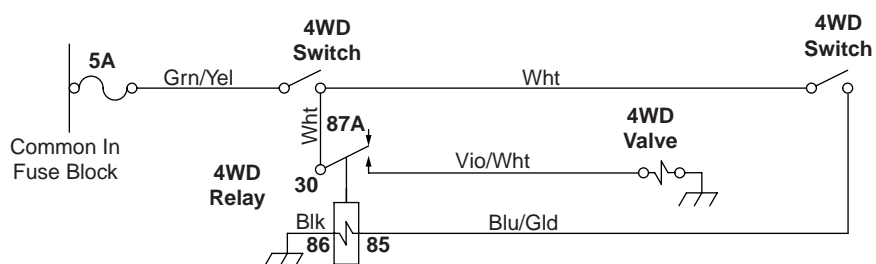 4WD
Switch
4WD
Switch
5A
Grn/Yel
Wht
Wht
87A
4WD
Valve
Common In
Fuse Block
Vio/Wht
4WD
Relay
30
Blk
Blu/Gld
86
85